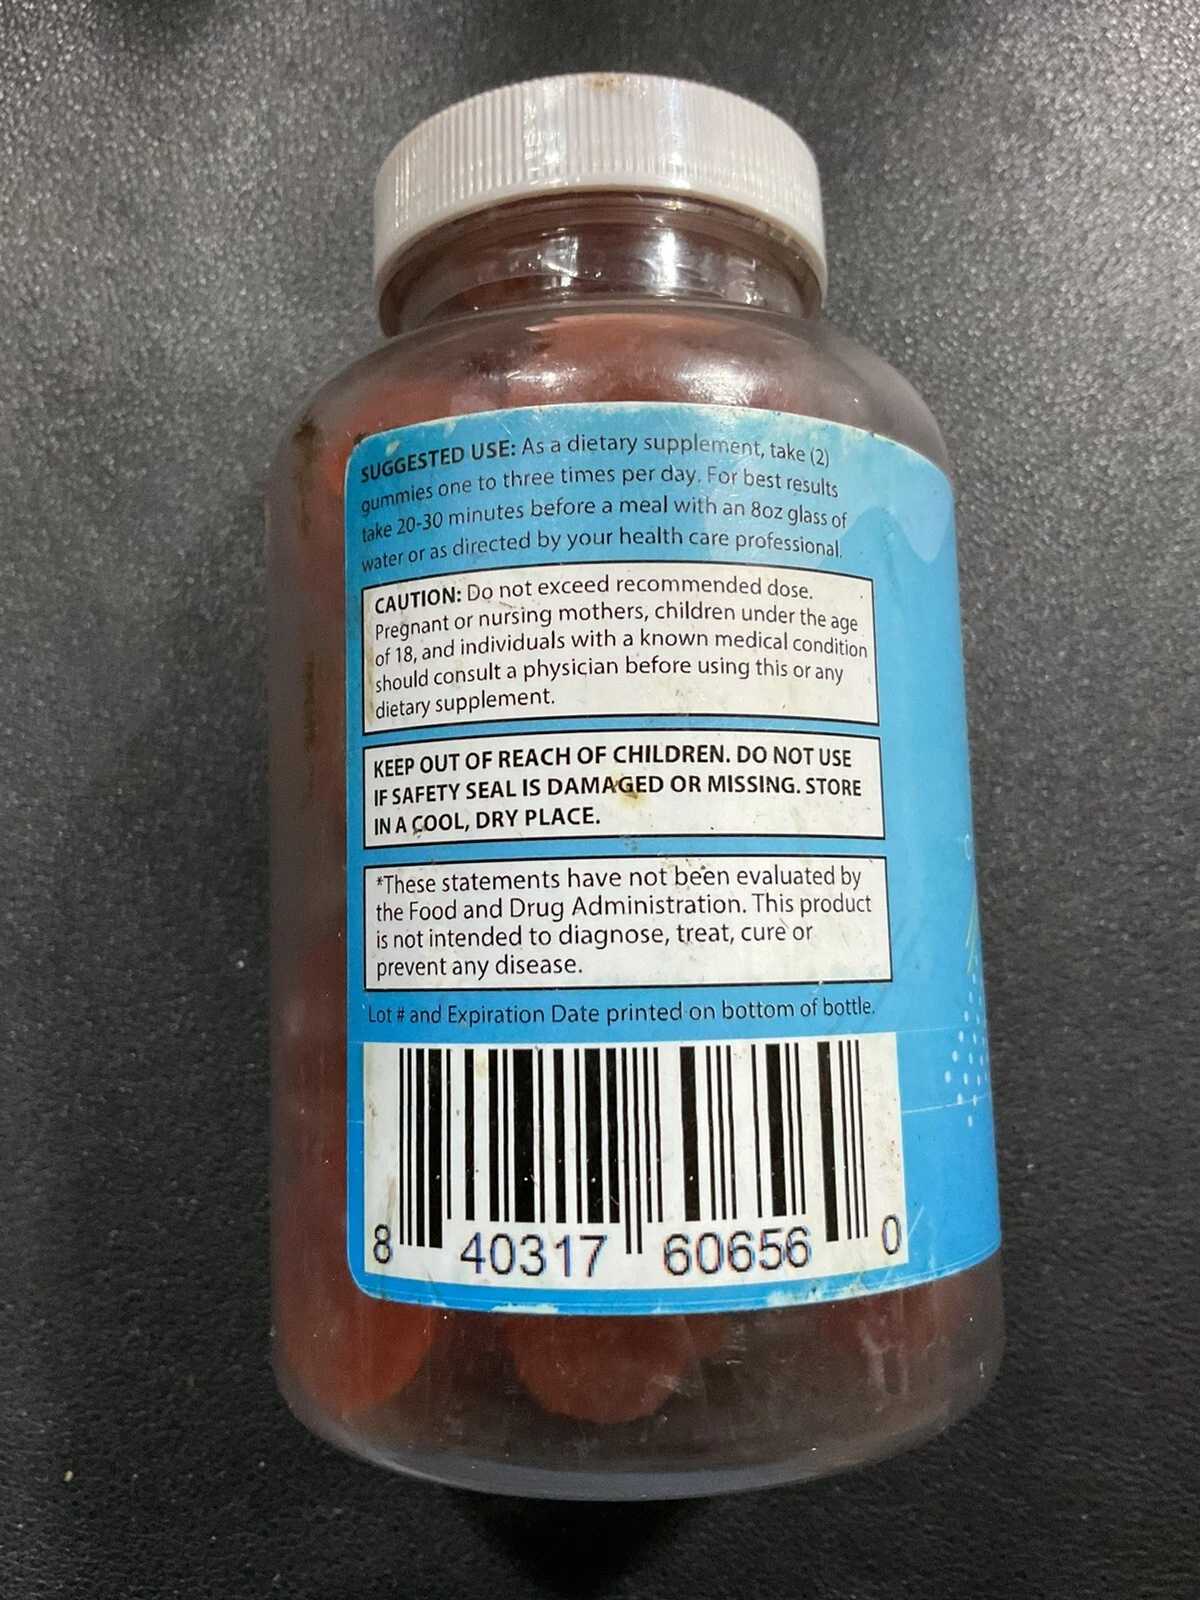 SUGGESTED USE: As a dietary supplement, take (2)
gummies one to three times per day. For best results
take 20-30 minutes before a meal with an 8oz glass of
water or as directed by your health care professional.
CAUTION: Do not exceed recommended dose.
Pregnant or nursing mothers, children under the age
of 18, and individuals with a known medical condition
should consult a physician before using this or any
dietary supplement.
KEEP OUT OF REACH OF CHILDREN. DO NOT USE
IF SAFETY SEAL IS DAMAGED OR MISSING. STORE
IN A COOL, DRY PLACE.
*These statements have not been evaluated by
the Food and Drug Administration. This product
is not intended to diagnose, treat, cure or
prevent any disease.
Lot # and Expiration Date printed on bottom of bottle.
8 40317 60656 0